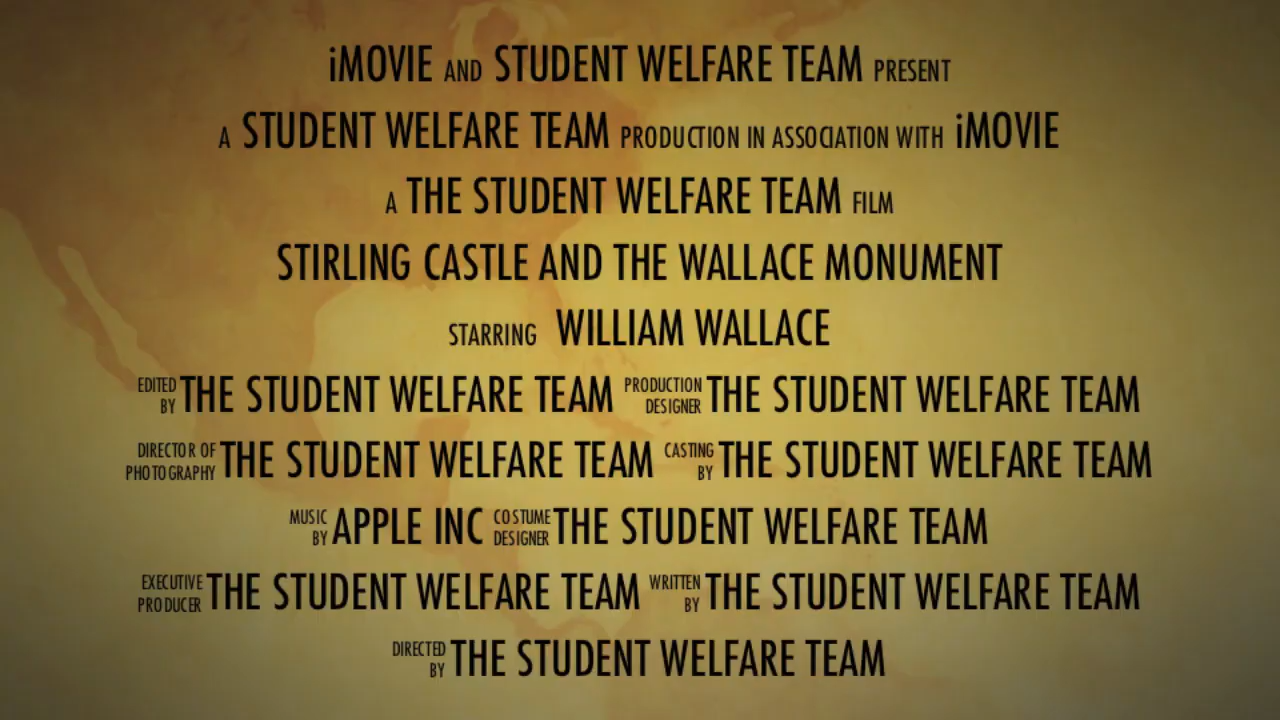 iMOVIE AND STUDENT WELFARE TEAM PRESENT
A STUDENT WELFARE TEAM PRODUCTION IN ASSOCIATION WITH iMOVIE
A THE STUDENT WELFARE TEAM FILM
STIRLING CASTLE AND THE WALLACE MONUMENT
STARRING WILLIAM WALLACE
EDITED BY THE STUDENT WELFARE TEAM PRODUCTION DESIGNER THE STUDENT WELFARE TEAM
DIRECTOR OF PHOTOGRAPHY THE STUDENT WELFARE TEAM CASTING BY THE STUDENT WELFARE TEAM
MUSIC BY APPLE INC COSTUME DESIGNER THE STUDENT WELFARE TEAM
EXECUTIVE PRODUCER THE STUDENT WELFARE TEAM WRITTEN BY THE STUDENT WELFARE TEAM
DIRECTED BY THE STUDENT WELFARE TEAM